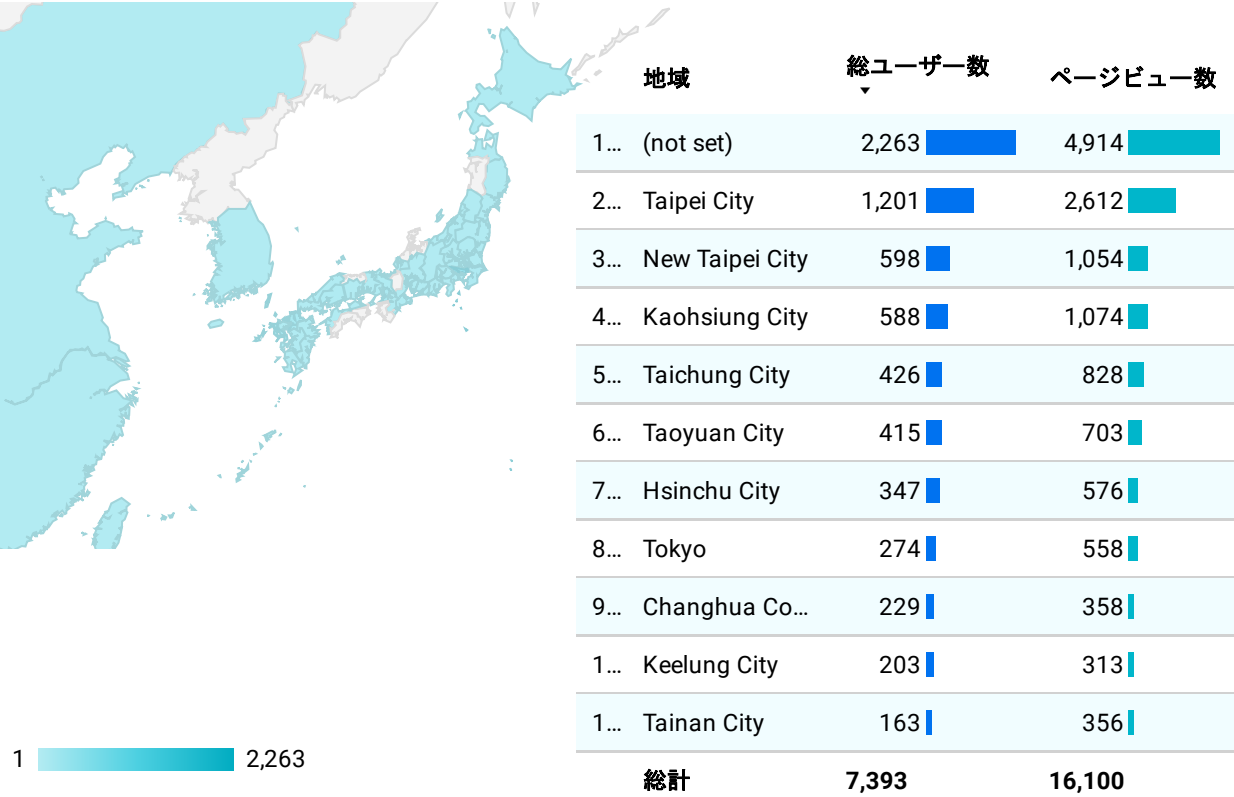 地域 総ユーザー数 ページビュー数
1... (not set) 2,263 4,914
2... Taipei City 1,201 2,612
3... New Taipei City 598 1,054
4... Kaohsiung City 588 1,074
5... Taichung City 426 828
6... Taoyuan City 415 703
7... Hsinchu City 347 576
8... Tokyo 274 558
9... Changhua Co... 229 358
1... Keelung City 203 313
1... Tainan City 163 356
総計 7,393 16,100
1 2,263